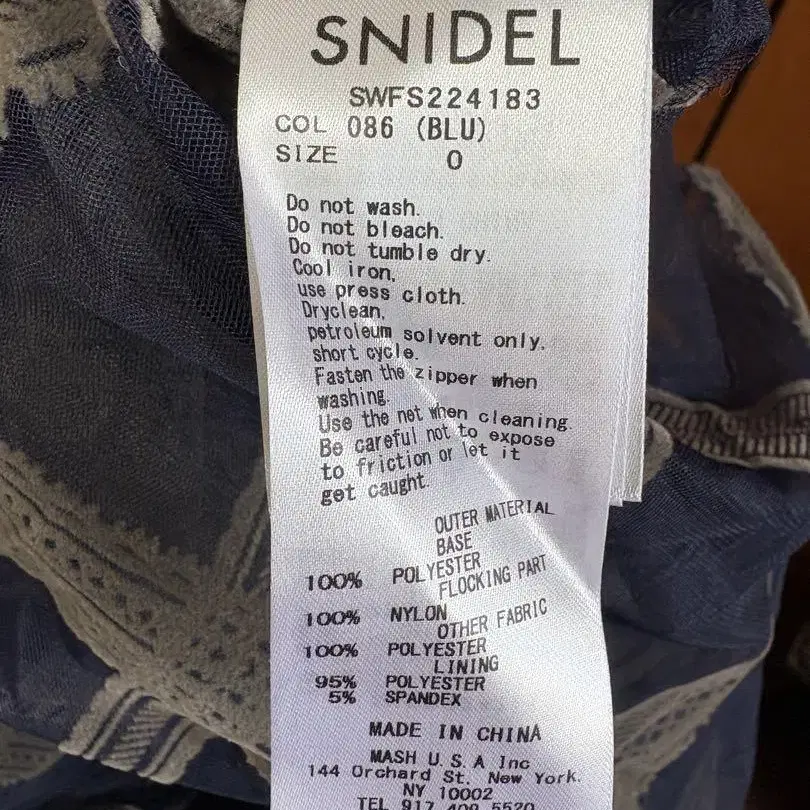 SNIDEL
SWFS224183
COL 086 (BLU)
SIZE 0
Do not wash.
Do not bleach.
Do not tumble dry.
Cool iron,
use press cloth.
Dryclean,
petroleum solvent only,
short cycle.
Fasten the zipper when
washing.
Use the net when cleaning.
Be careful not to expose
to friction or let it
get caught
OUTER MATERIAL
BASE
100% POLYESTER
FLOCKING PART
100% NYLON
OTHER FABRIC
100% POLYESTER
LINING
95% POLYESTER
5% SPANDEX
MADE IN CHINA
MASH U.S.A Inc
144 Orchard St. New York.
NY 10002
TEL 917 409 5520